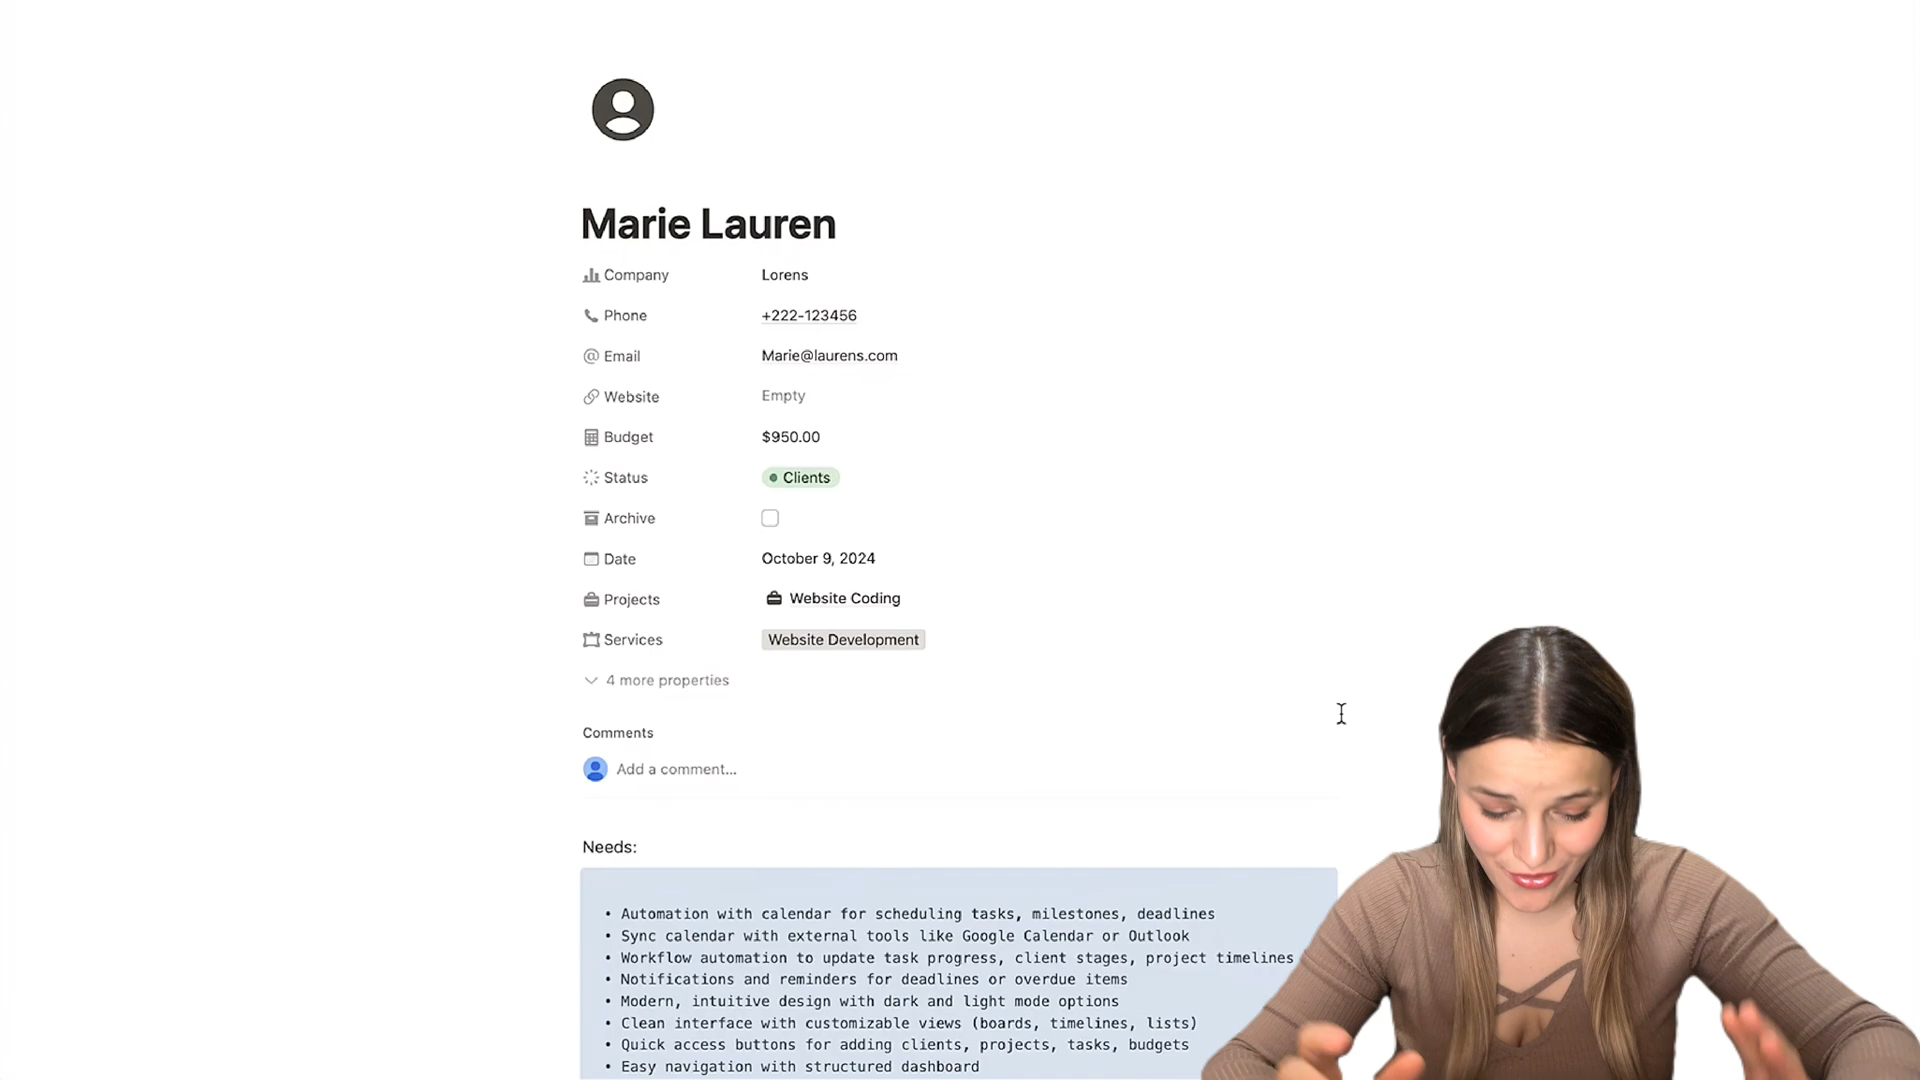 Marie Lauren
Company Lorens
Phone +222-123456
Email Marie@laurens.com
Website Empty
Budget $950.00
Status Clients
Archive
Date October 9, 2024
Projects Website Coding
Services Website Development
4 more properties
Comments
Add a comment...
Needs:
• Automation with calendar for scheduling tasks, milestones, deadlines
• Sync calendar with external tools like Google Calendar or Outlook
• Workflow automation to update task progress, client stages, project timelines
• Notifications and reminders for deadlines or overdue items
• Modern, intuitive design with dark and light mode options
• Clean interface with customizable views (boards, timelines, lists)
• Quick access buttons for adding clients, projects, tasks, budgets
• Easy navigation with structured dashboard